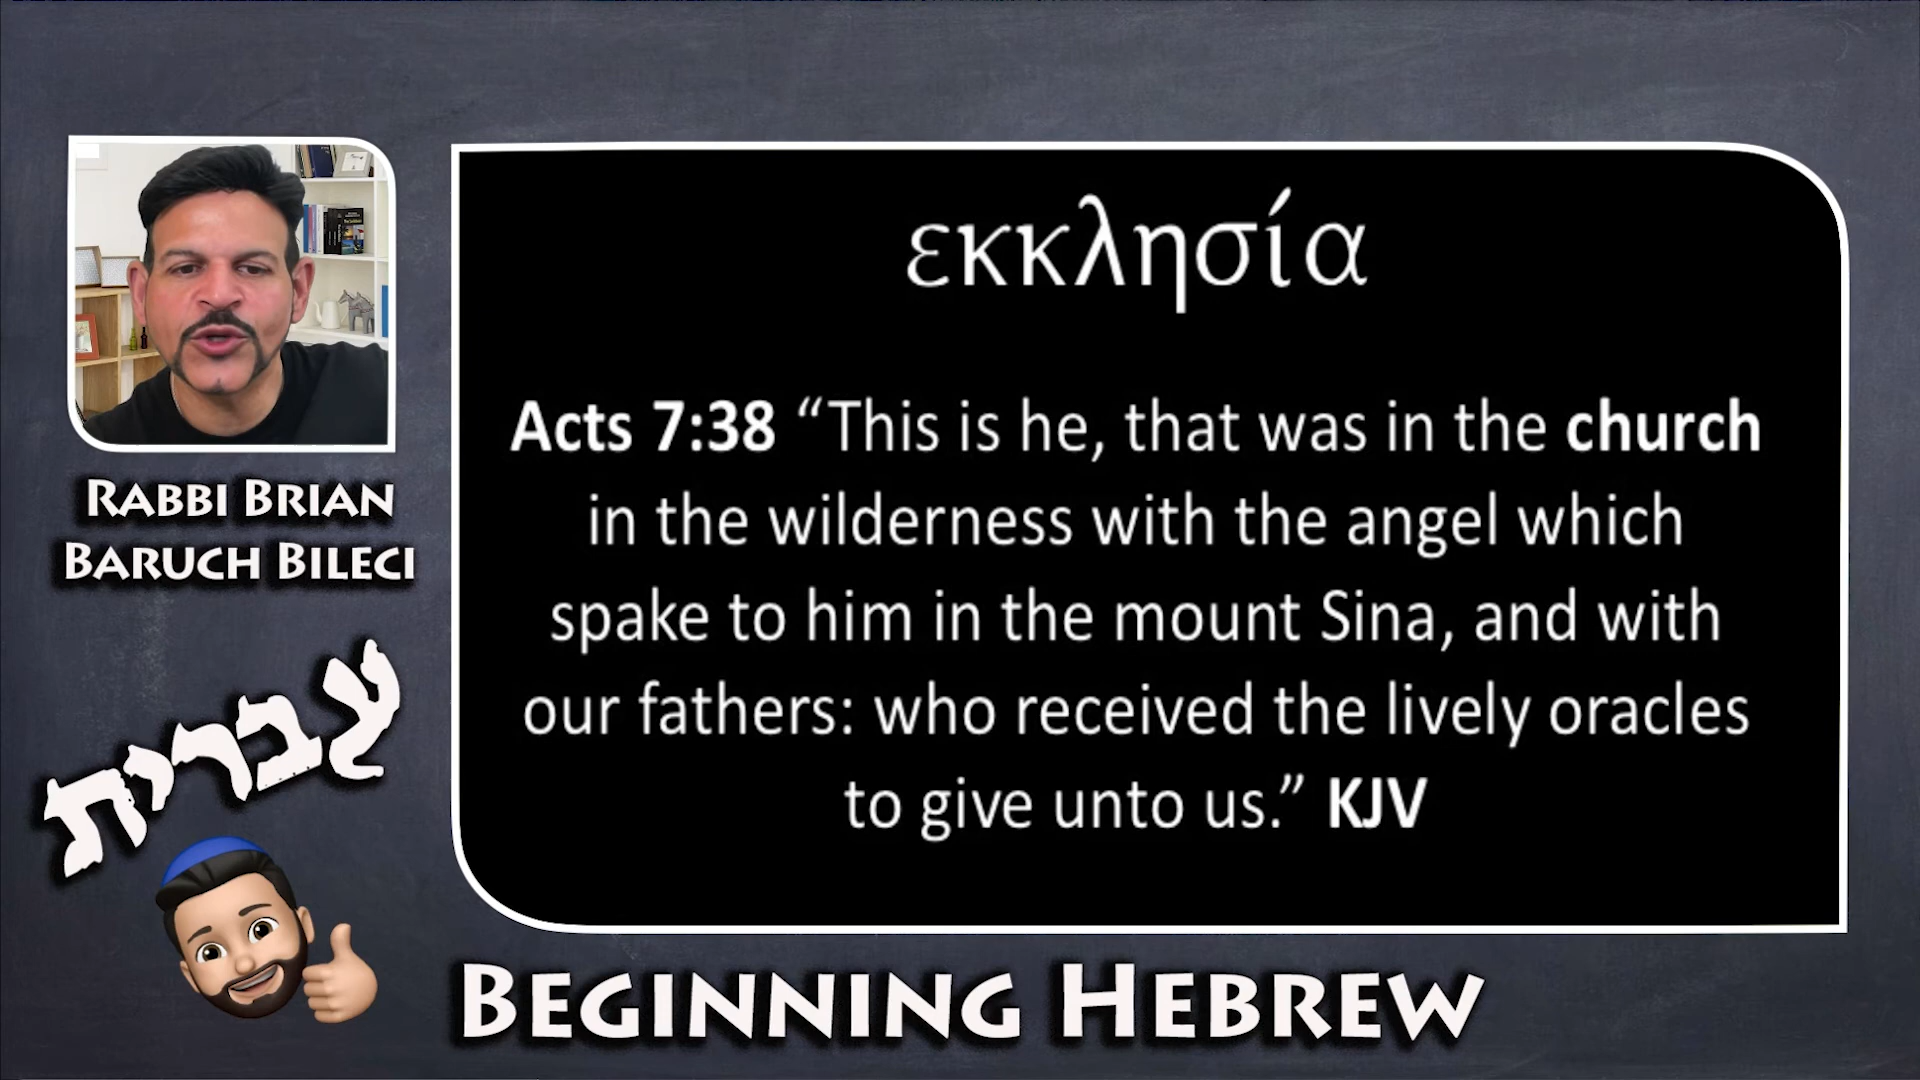 RABBI BRIAN
BARUCH BILECI
עברית
εκκλησία
Acts 7:38 “This is he, that was in the church
in the wilderness with the angel which
spake to him in the mount Sina, and with
our fathers: who received the lively oracles
to give unto us.” KJV
BEGINNING HEBREW